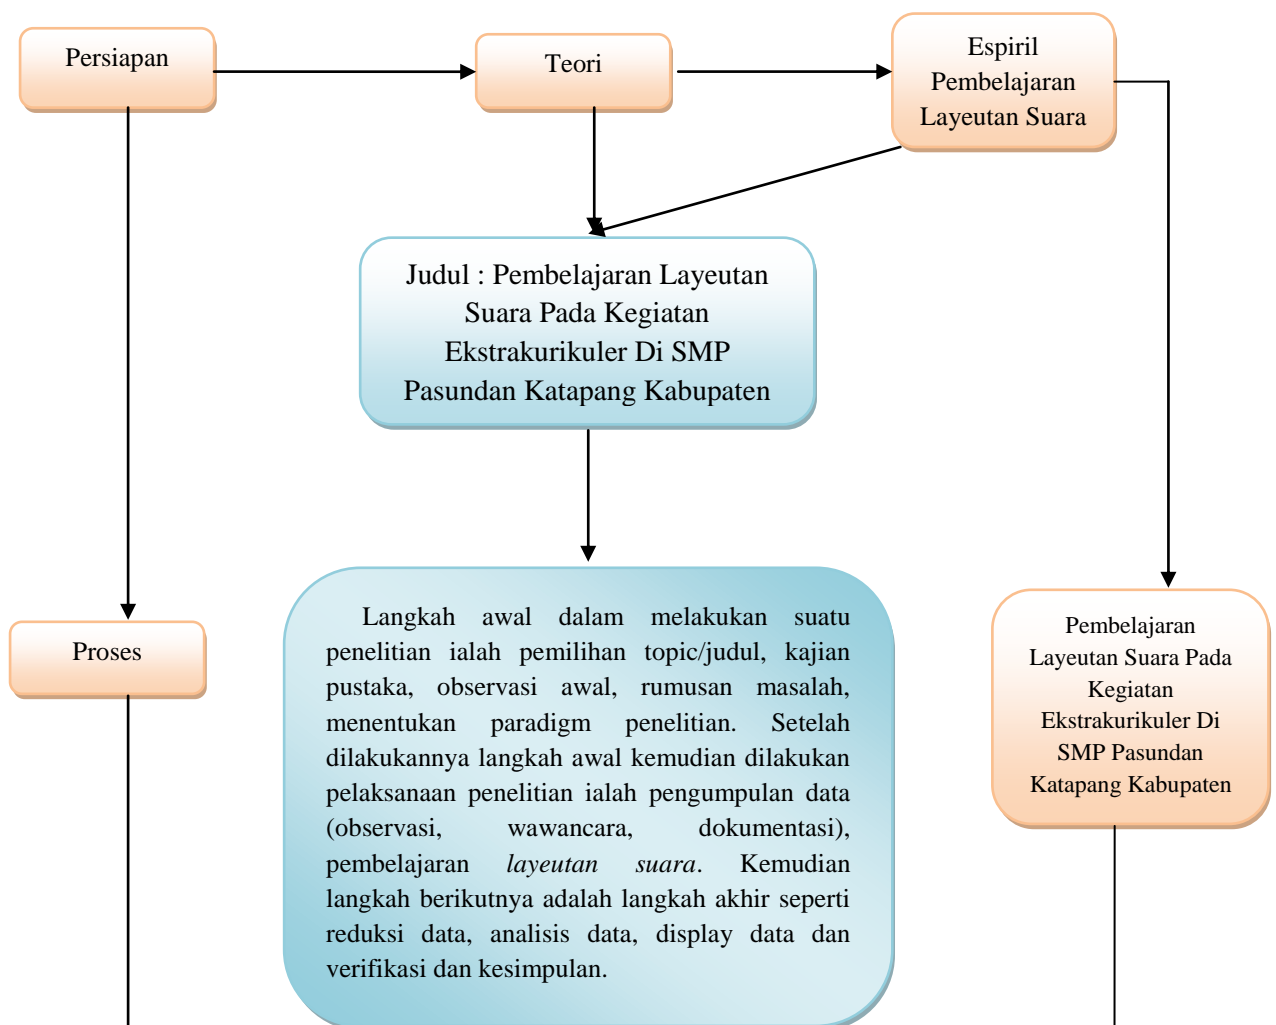 Persiapan
Teori
Espiril
Pembelajaran
Layeutan Suara
Judul : Pembelajaran Layeutan
Suara Pada Kegiatan
Ekstrakurikuler Di SMP
Pasundan Katapang Kabupaten
Proses
Langkah awal dalam melakukan suatu
penelitian ialah pemilihan topic/judul, kajian
pustaka, observasi awal, rumusan masalah,
menentukan paradigm penelitian. Setelah
dilakukannya langkah awal kemudian dilakukan
pelaksanaan penelitian ialah pengumpulan data
(observasi, wawancara, dokumentasi),
pembelajaran layeutan suara. Kemudian
langkah berikutnya adalah langkah akhir seperti
reduksi data, analisis data, display data dan
verifikasi dan kesimpulan.
Pembelajaran
Layeutan Suara Pada
Kegiatan
Ekstrakurikuler Di
SMP Pasundan
Katapang Kabupaten